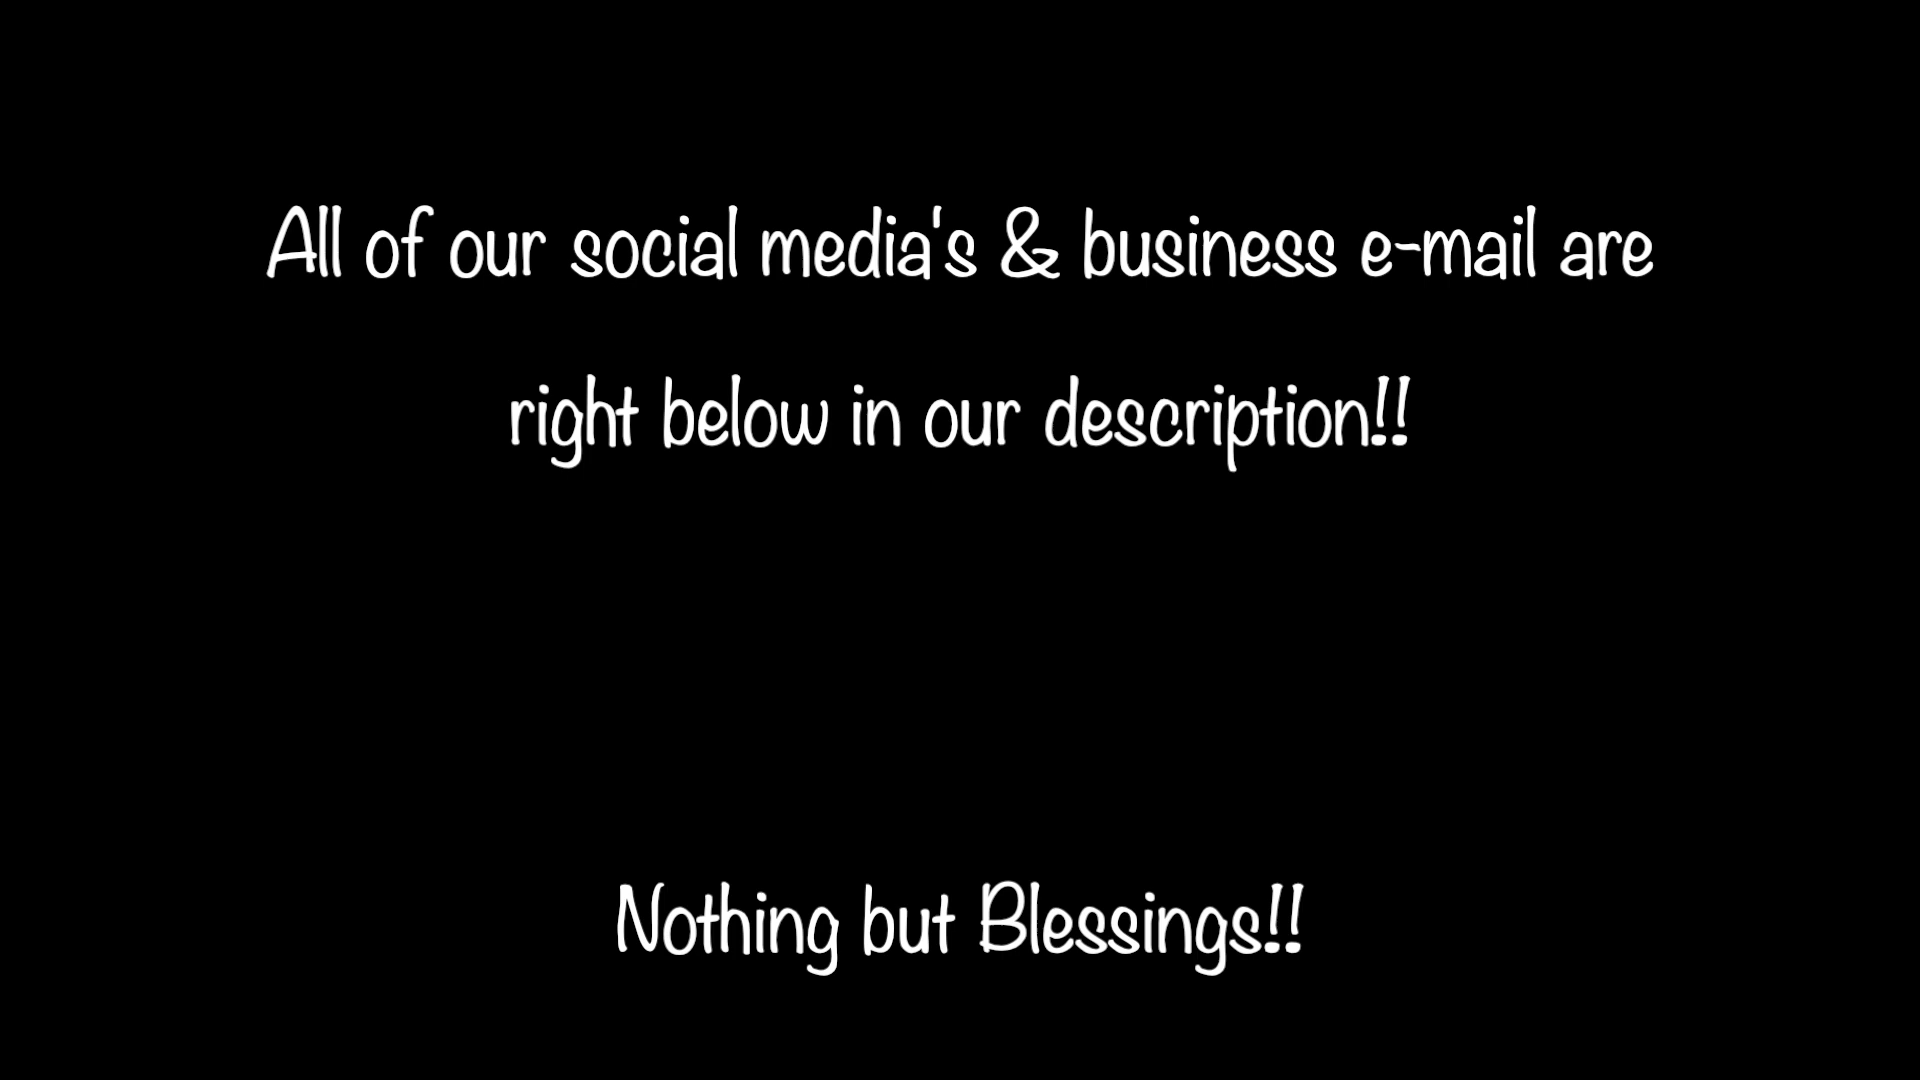 All of our social media's & business e-mail are
right below in our description!!
Nothing but Blessings!!